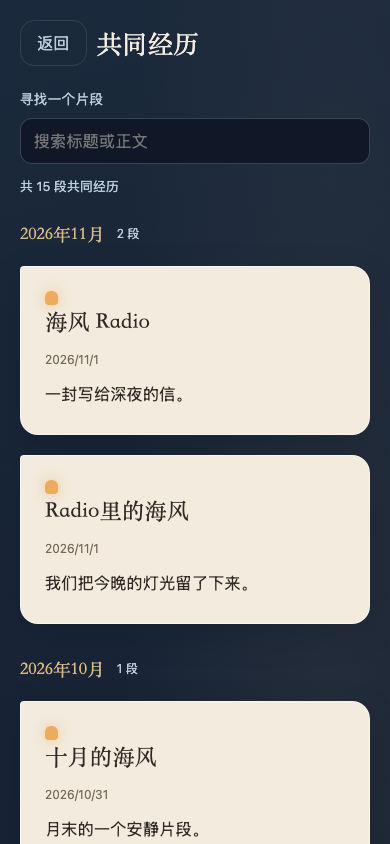 返回
共同经历
寻找一个片段
搜索标题或正文
共 15 段共同经历
2026年11月 2 段
海风 Radio
2026/11/1
一封写给深夜的信。
Radio里的海风
2026/11/1
我们把今晚的灯光留了下来。
2026年10月 1 段
十月的海风
2026/10/31
月末的一个安静片段。